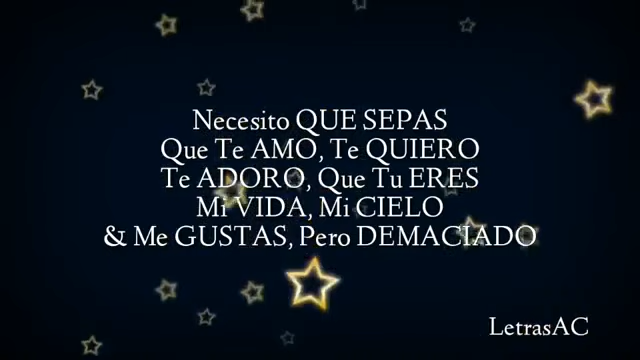 Necesito QUE SEPAS
Que Te AMO, Te QUIERO
Te ADORO, Que Tu ERES
Mi VIDA, Mi CIELO
& Me GUSTAS, Pero DEMACIADO
LetrasAC